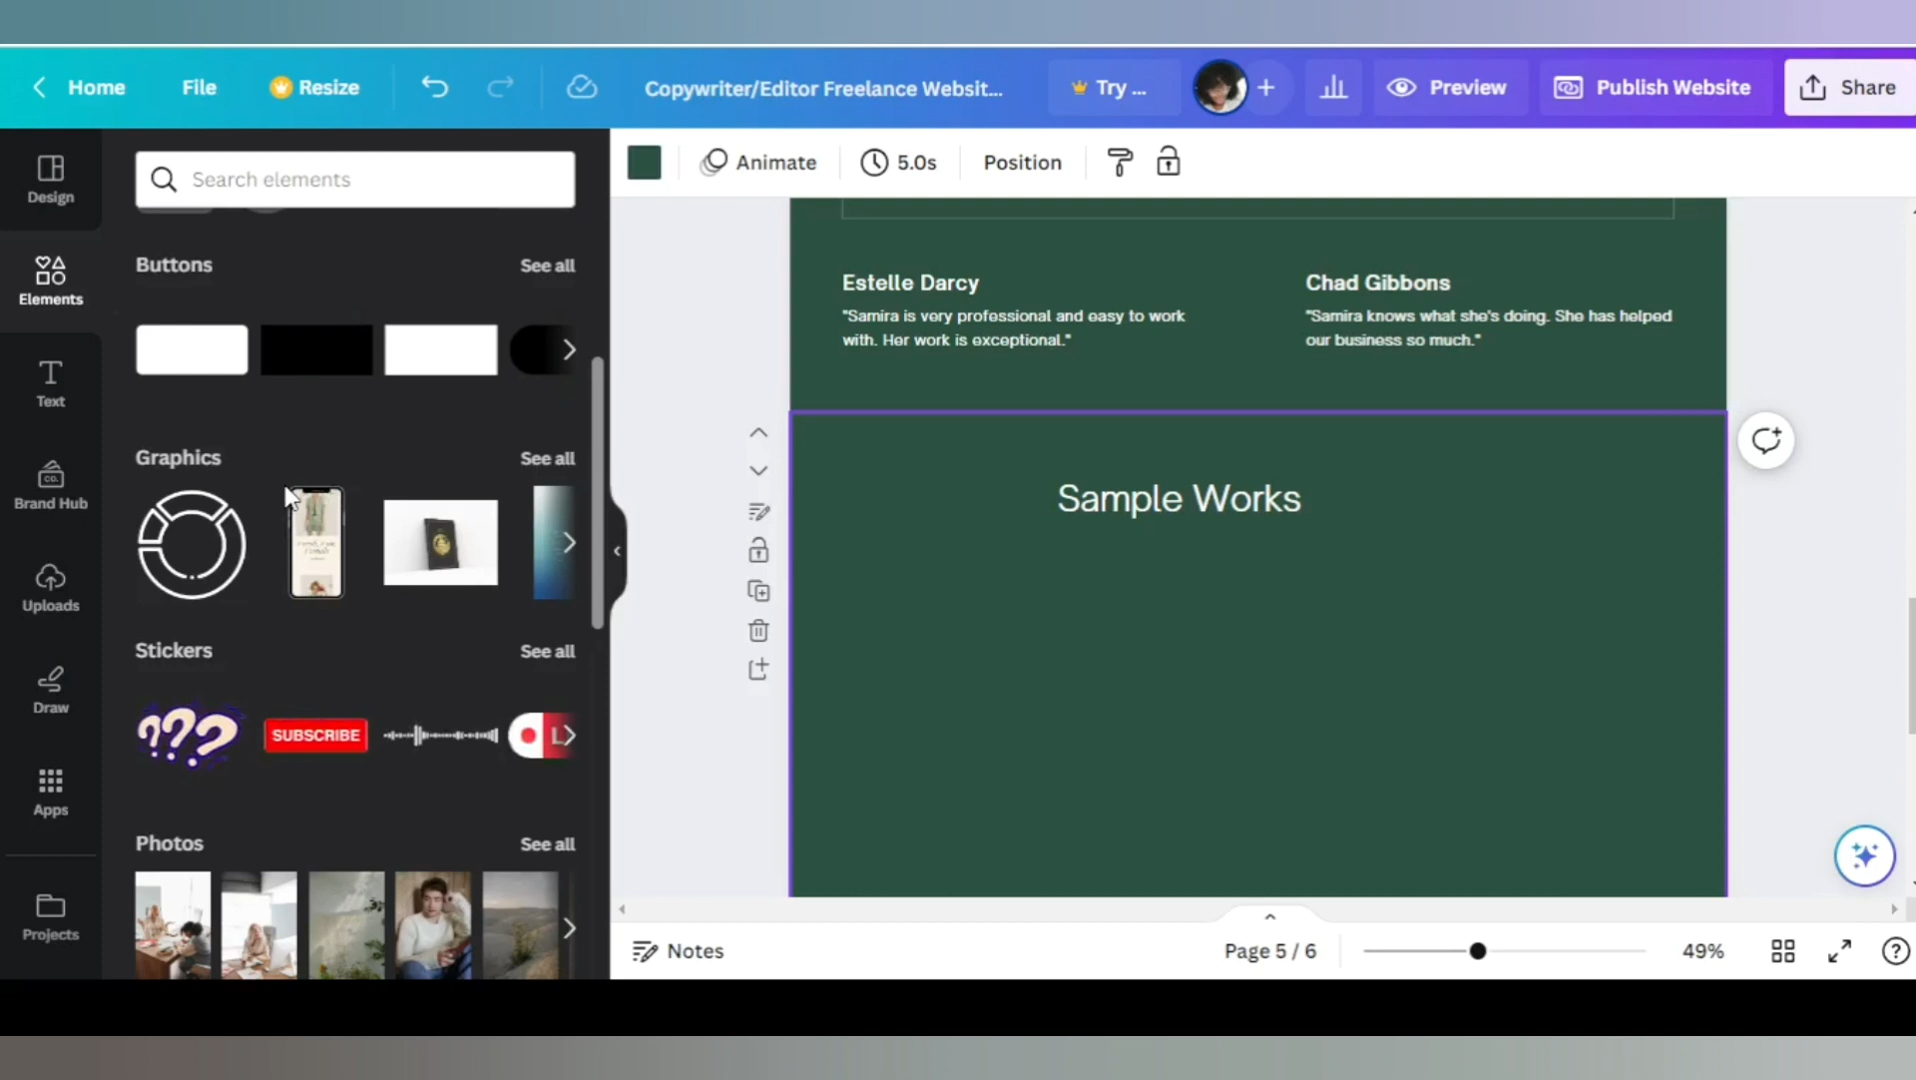 Home
File
Resize
Copywriter/Editor Freelance Websit...
Try ...
Preview
Publish Website
Share
Design
Elements
Text
Brand Hub
CO.
Uploads
Draw
Apps
Projects
Search elements
Buttons
See all
Graphics
See all
Stickers
See all
???
SUBSCRIBE
Photos
See all
Animate
5.0s
Position
Estelle Darcy
"Samira is very professional and easy to work
with. Her work is exceptional."
Chad Gibbons
"Samira knows what she's doing. She has helped
our business so much."
Sample Works
Notes
Page 5 / 6
49%